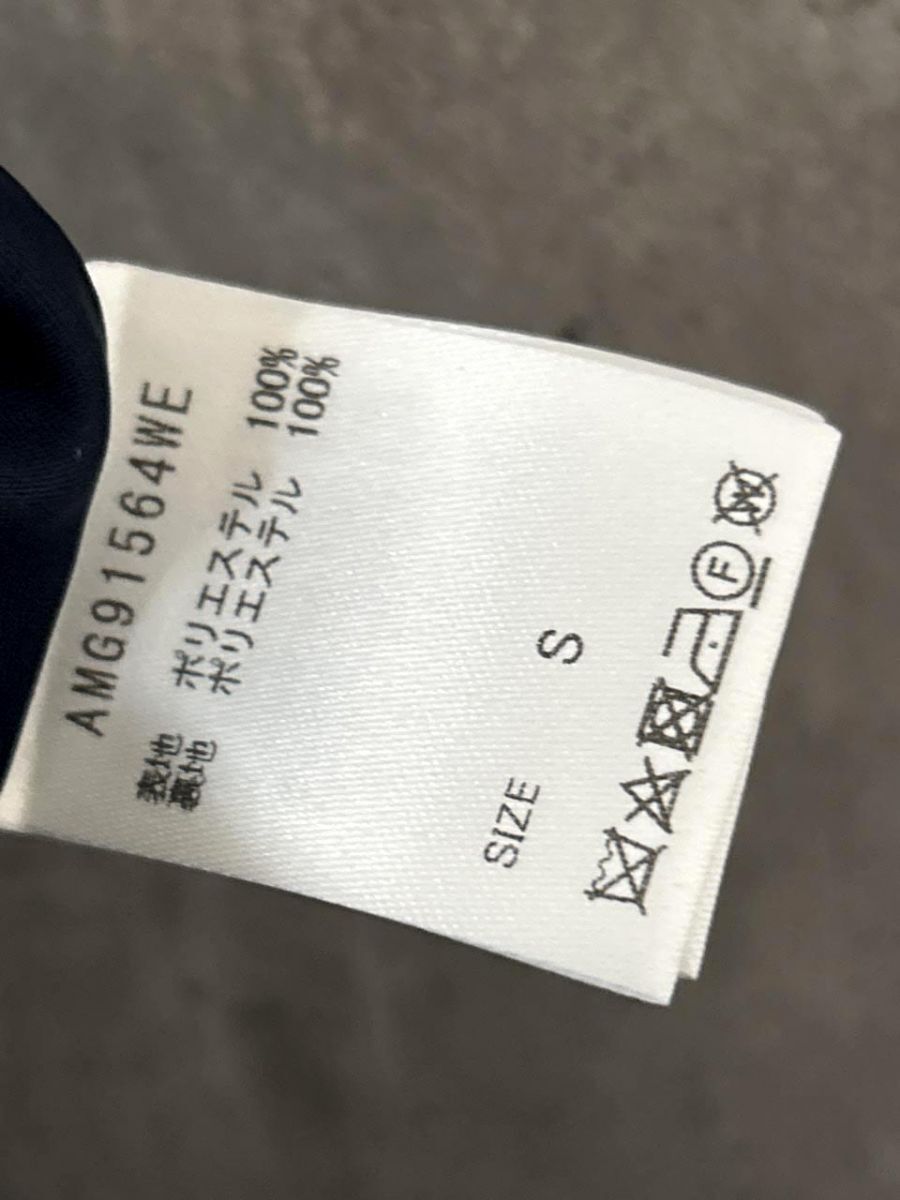 AMG91564WE
表地 ポリエステル 100%
裏地 ポリエステル 100%
SIZE S
F
W